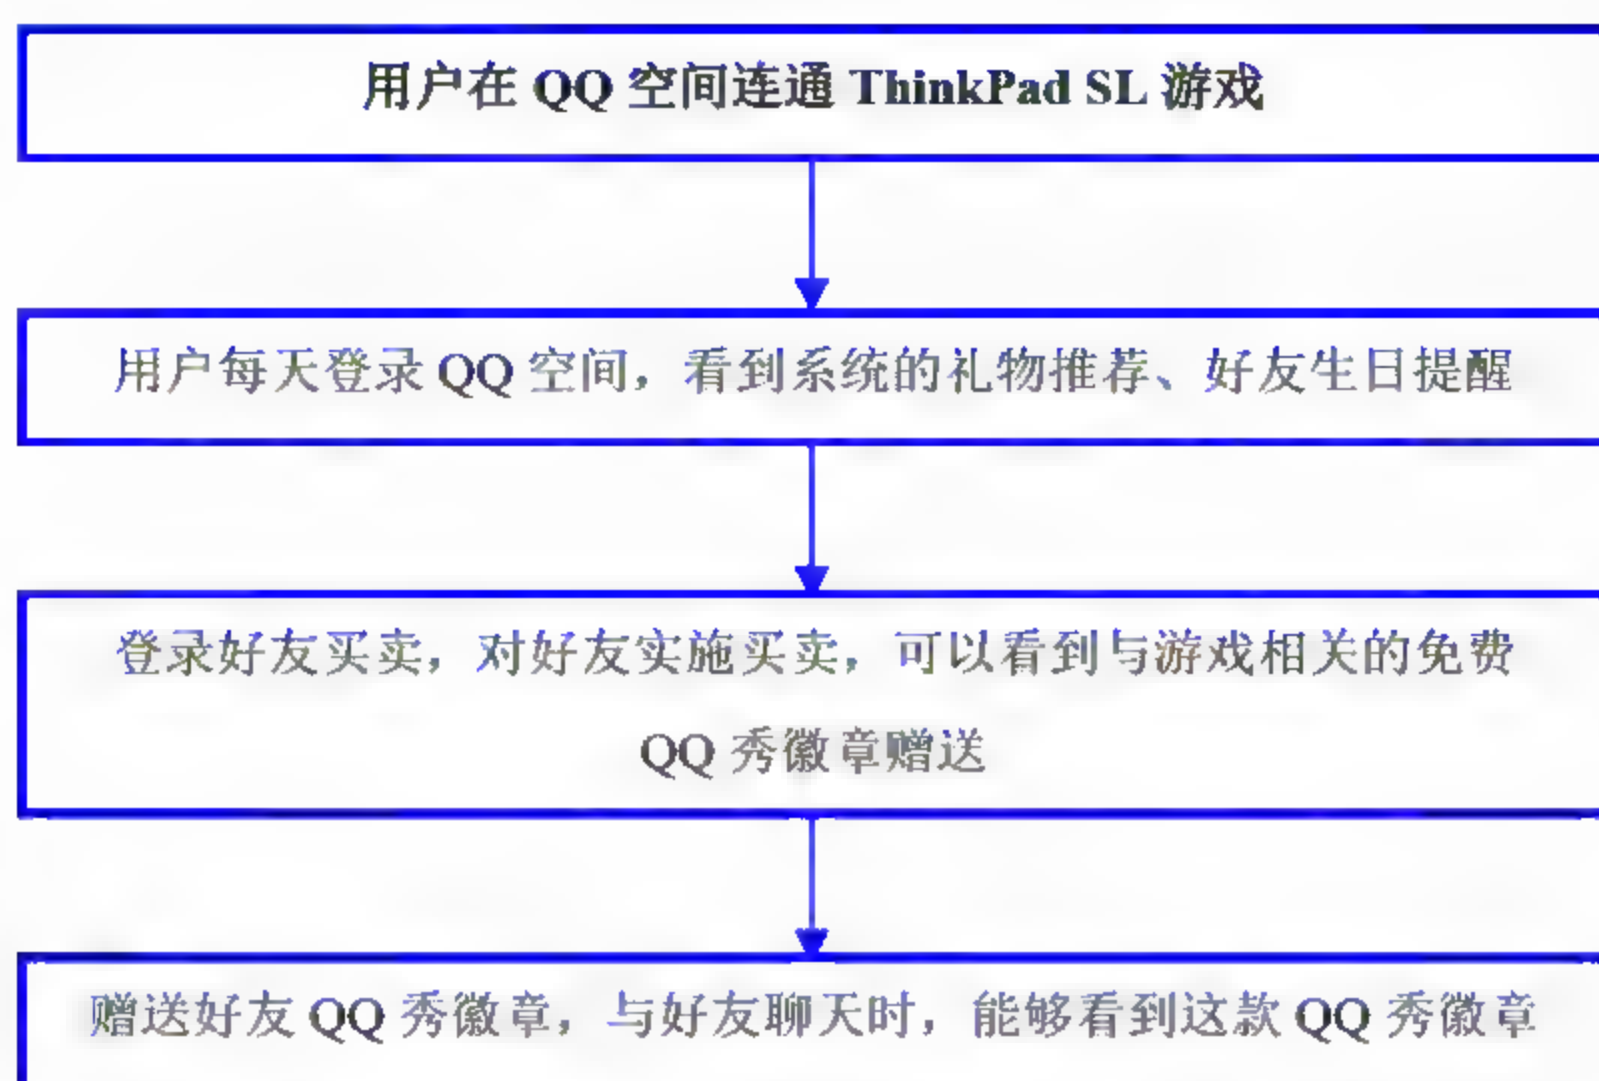 用户在 QQ 空间连通 ThinkPad SL 游戏
用户每天登录 QQ 空间，看到系统的礼物推荐、好友生日提醒
登录好友买卖，对好友实施买卖，可以看到与游戏相关的免费
QQ 秀徽章赠送
赠送好友 QQ 秀徽章，与好友聊天时，能够看到这款 QQ 秀徽章